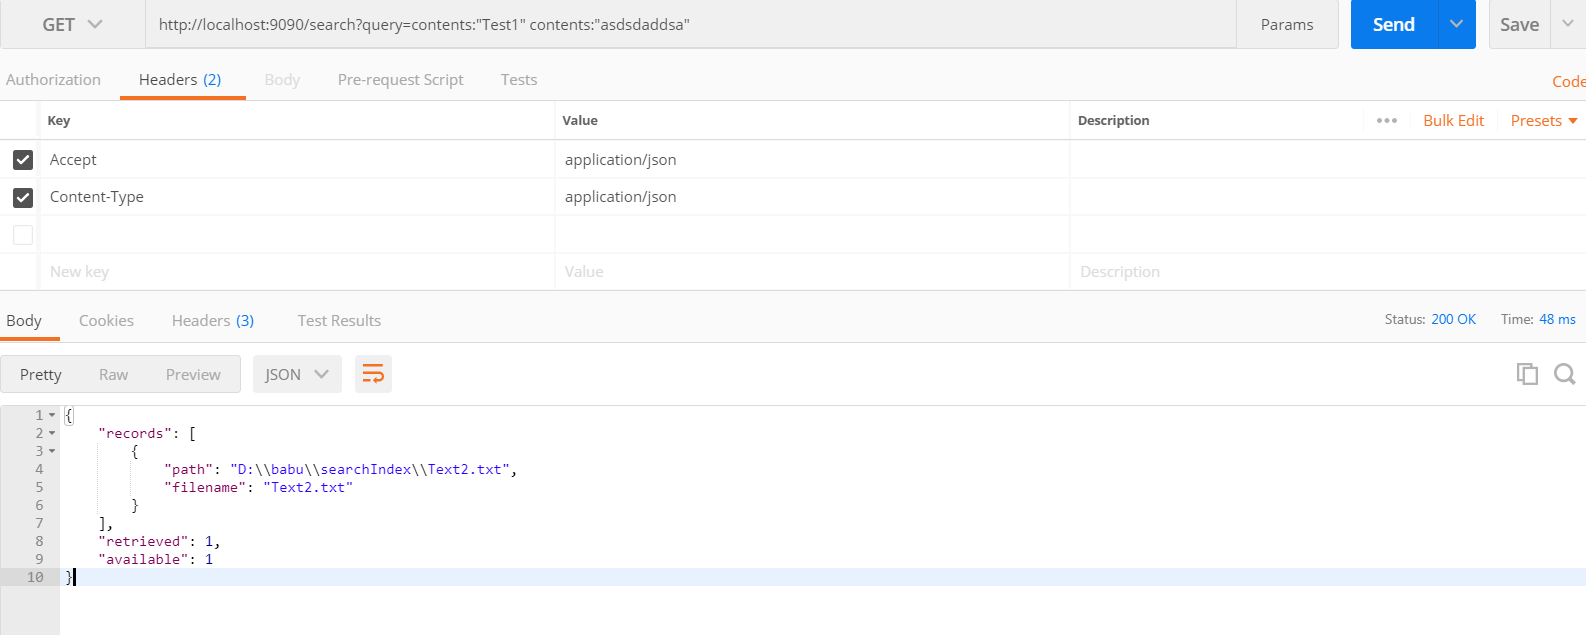 GET http://localhost:9090/search?query=contents:"Test1" contents:"asdsdaddsa" Params Send Save
Authorization Headers (2) Body Pre-request Script Tests Code
Key Value Description ••• Bulk Edit Presets
Accept application/json
Content-Type application/json
New key Value Description
Body Cookies Headers (3) Test Results Status: 200 OK Time: 48 ms
Pretty Raw Preview JSON
1 {
2 "records": [
3 {
4 "path": "D:\\babu\\searchIndex\\Text2.txt",
5 "filename": "Text2.txt"
6 }
7 ],
8 "retrieved": 1,
9 "available": 1
10 }